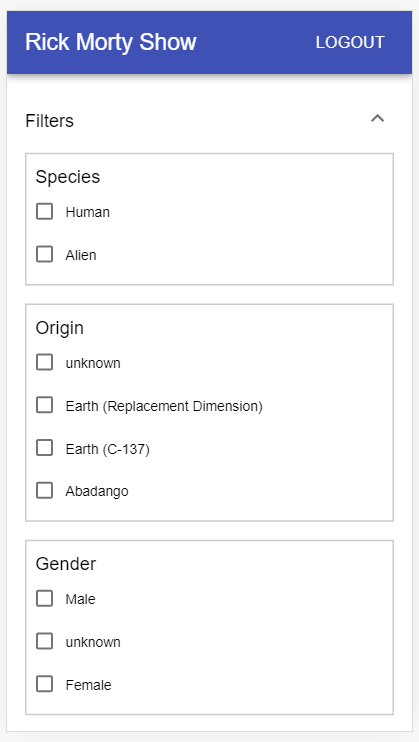 Rick Morty Show LOGOUT
Filters
Species
Human
Alien
Origin
unknown
Earth (Replacement Dimension)
Earth (C-137)
Abadango
Gender
Male
unknown
Female